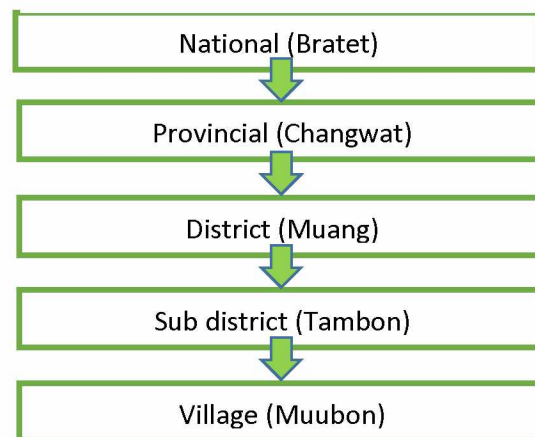 National (Bratet)
Provincial (Changwat)
District (Muang)
Sub district (Tambon)
Village (Muubon)